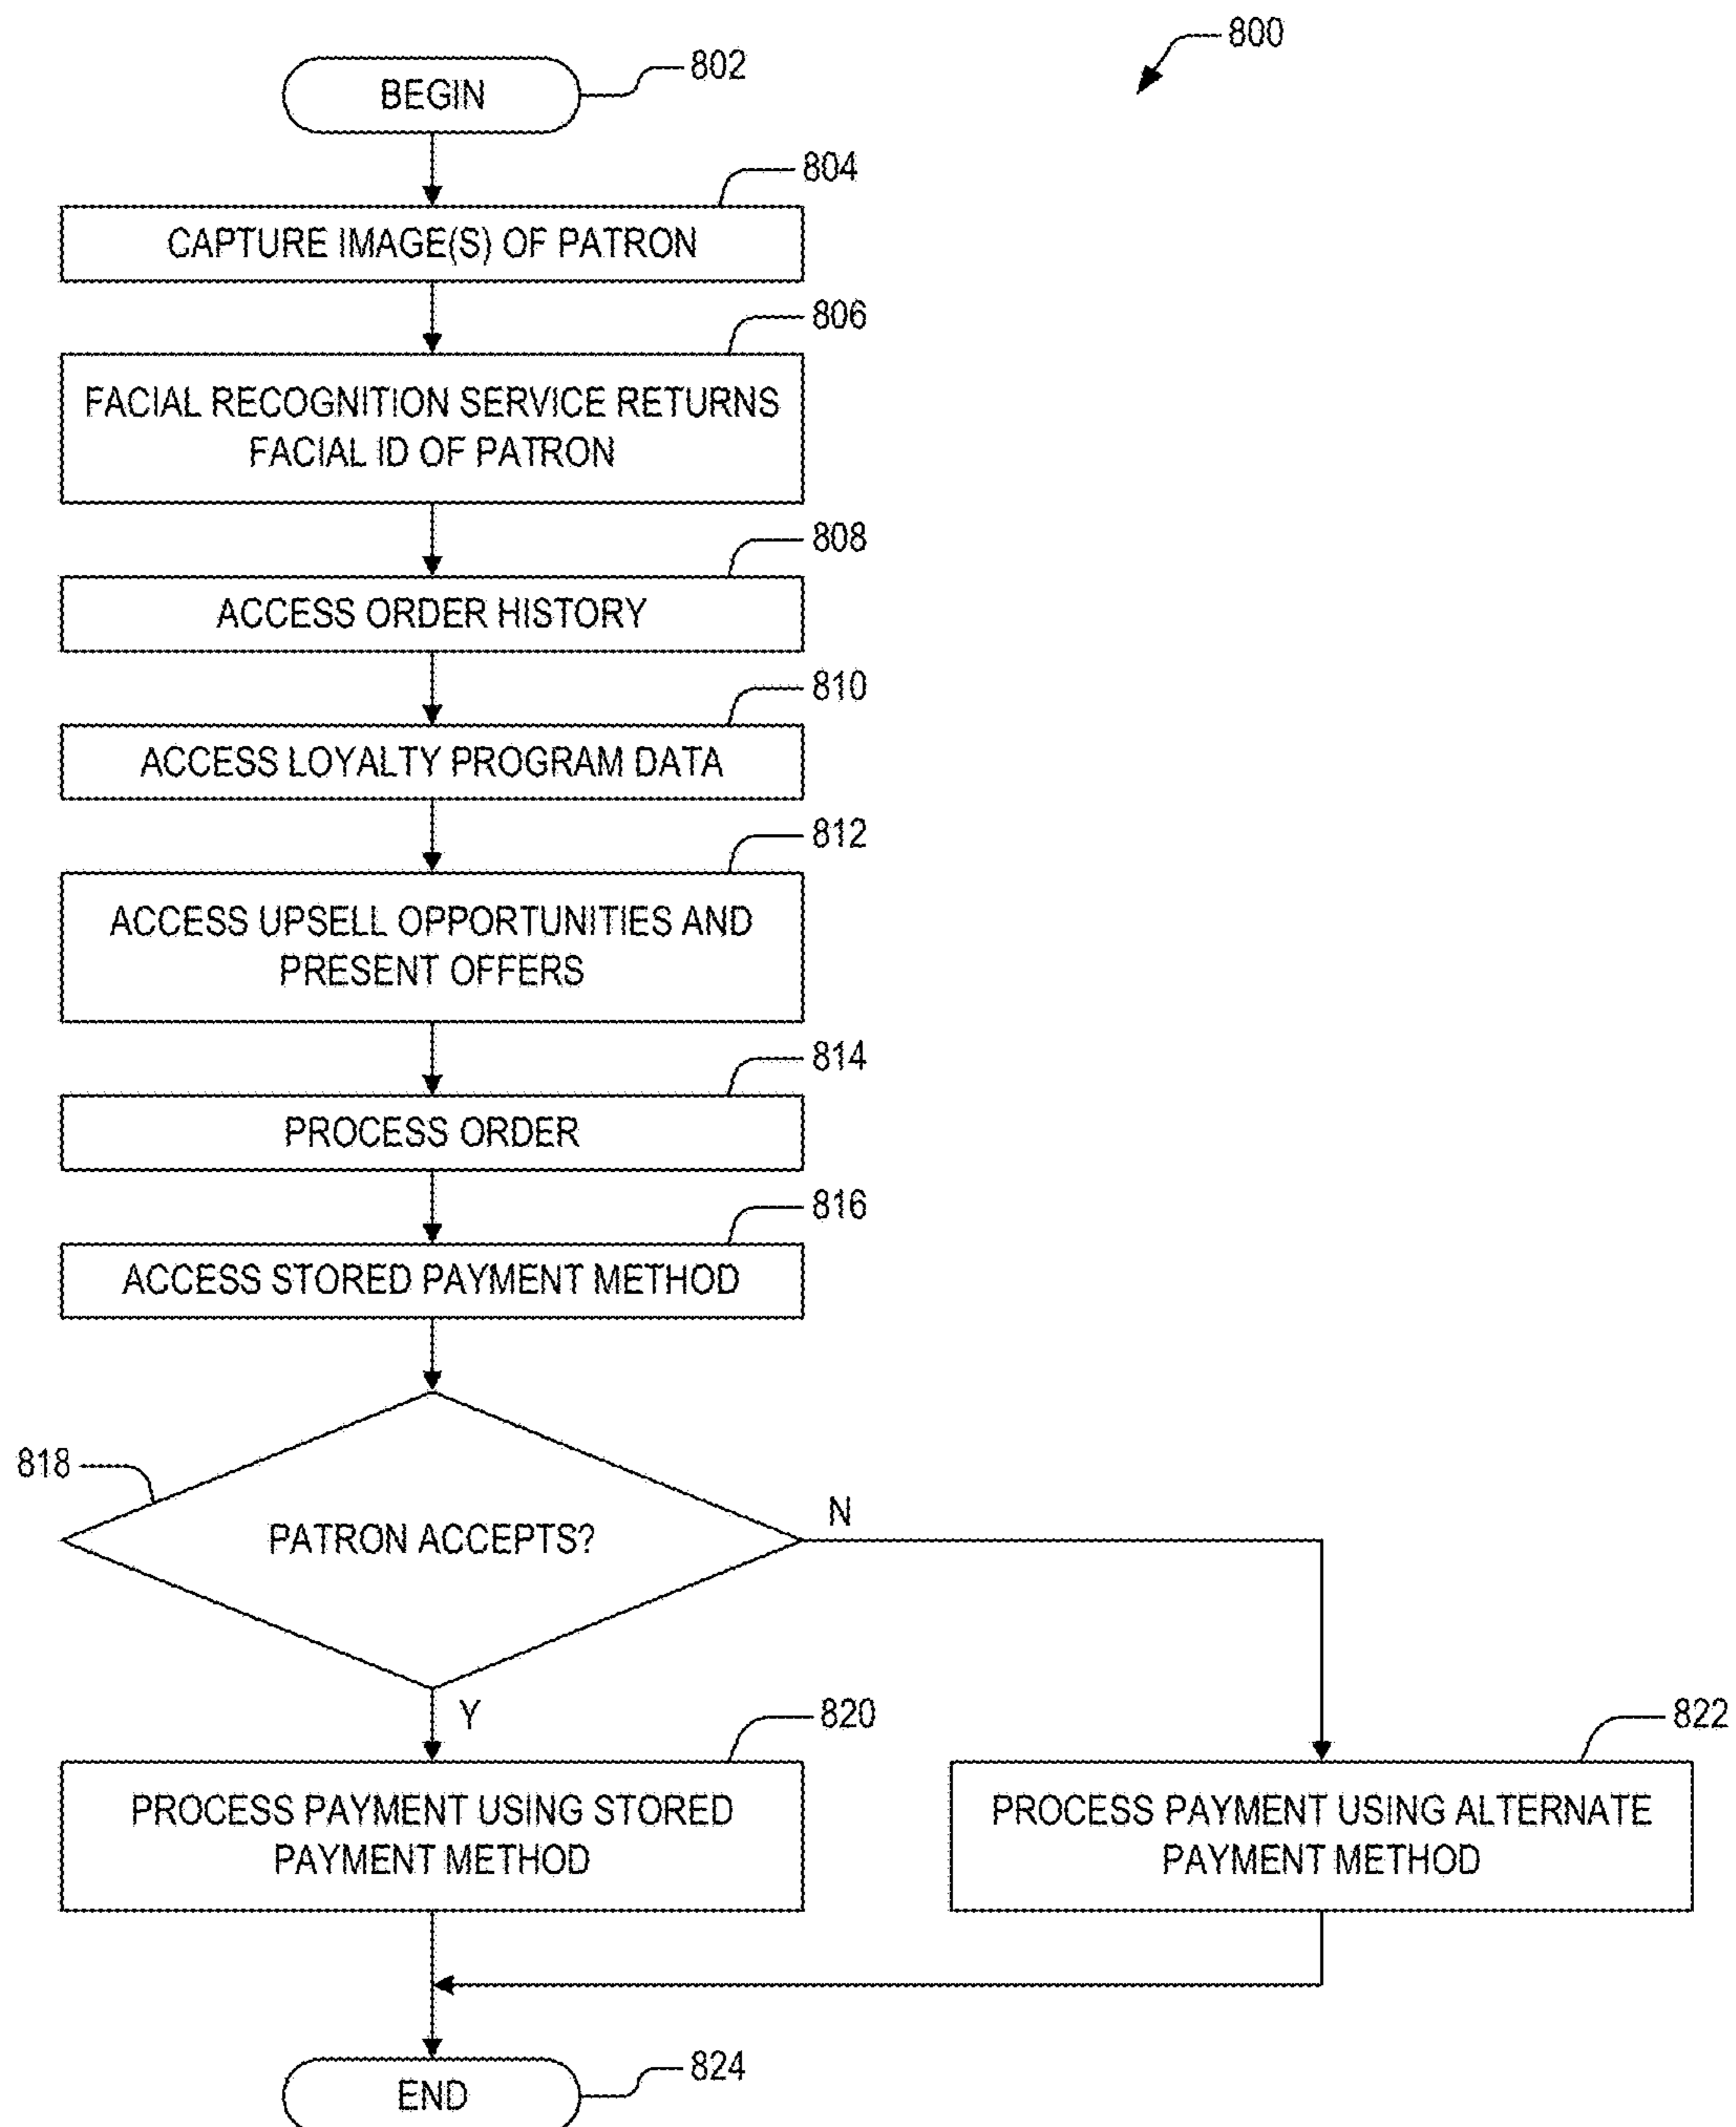 800
BEGIN
802
804
CAPTURE IMAGE(S) OF PATRON
806
FACIAL RECOGNITION SERVICE RETURNS
FACIAL ID OF PATRON
808
ACCESS ORDER HISTORY
810
ACCESS LOYALTY PROGRAM DATA
812
ACCESS UPSELL OPPORTUNITIES AND
PRESENT OFFERS
814
PROCESS ORDER
816
ACCESS STORED PAYMENT METHOD
818
PATRON ACCEPTS?
N
Y
820
PROCESS PAYMENT USING STORED
PAYMENT METHOD
822
PROCESS PAYMENT USING ALTERNATE
PAYMENT METHOD
END
824